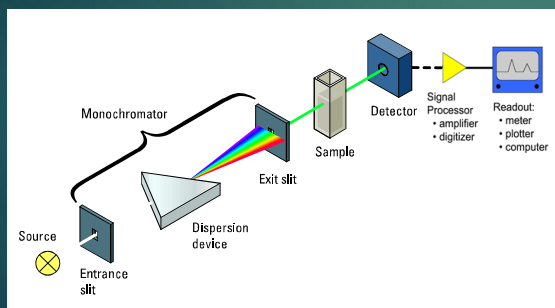 Monochromator
Source
Entrance
slit
Dispersion
device
Exit slit
Sample
Detector
Signal
Processor
• amplifier
• digitizer
Readout:
• meter
• plotter
• computer